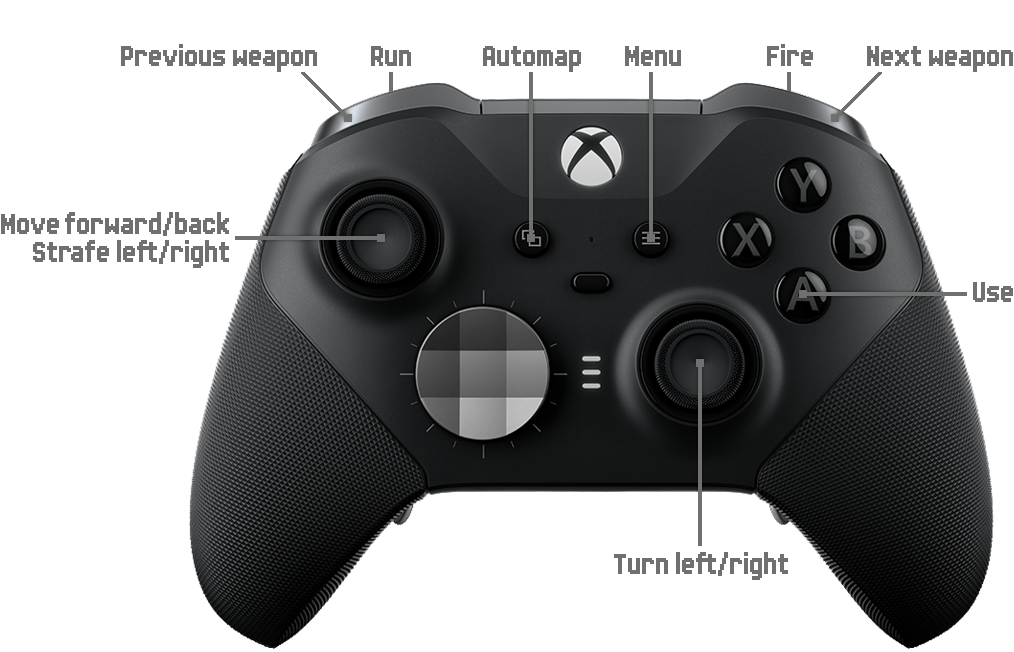 Previous weapon
Run
Automap
Menu
Fire
Next weapon
Y
Move forward/back
Strafe left/right
X
B
A
Use
Turn left/right